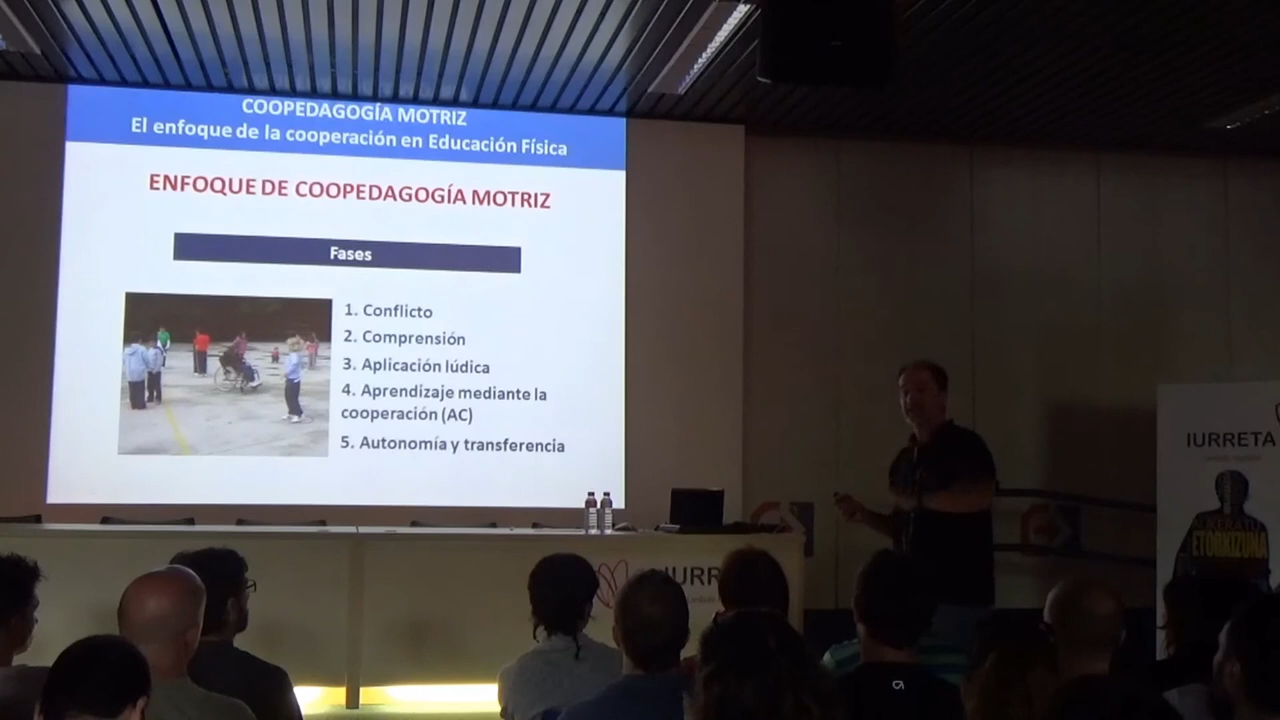 COOPEDAGOGÍA MOTRIZ
El enfoque de la cooperación en Educación Física
ENFOQUE DE COOPEDAGOGÍA MOTRIZ
Fases
1. Conflicto
2. Comprensión
3. Aplicación lúdica
4. Aprendizaje mediante la
cooperación (AC)
5. Autonomía y transferencia
IURRETA
ETORKIZUNA
IURR